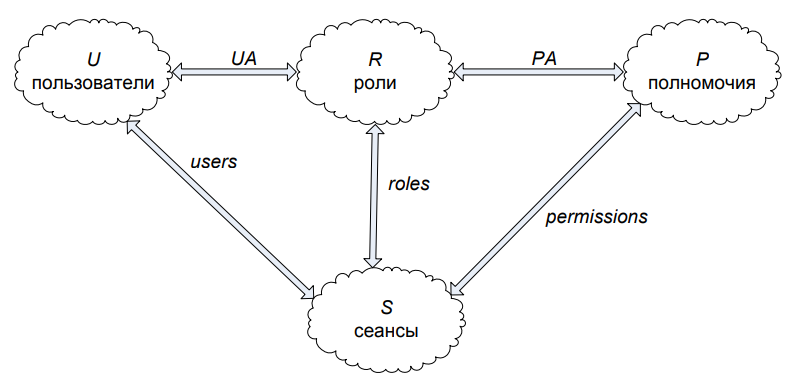 U
пользователи
UA
R
роли
PA
P
полномочия
users
roles
permissions
S
сеансы